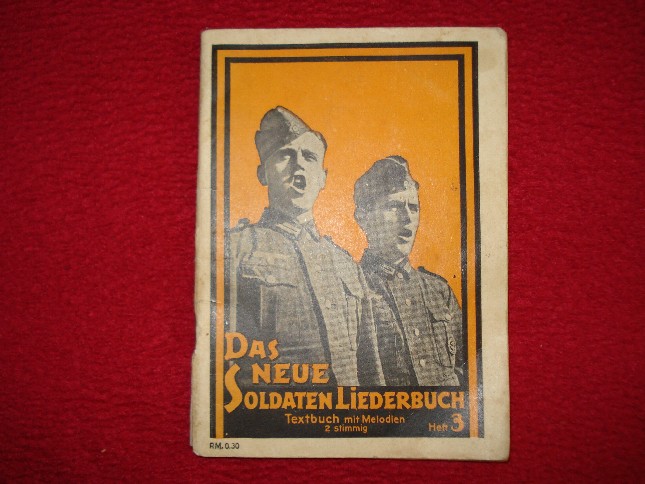 DAS
NEUE
SOLDATEN LIEDERBUCH
Textbuch mit Melodien
2 stimmig
Heft 3
RM. 0.30